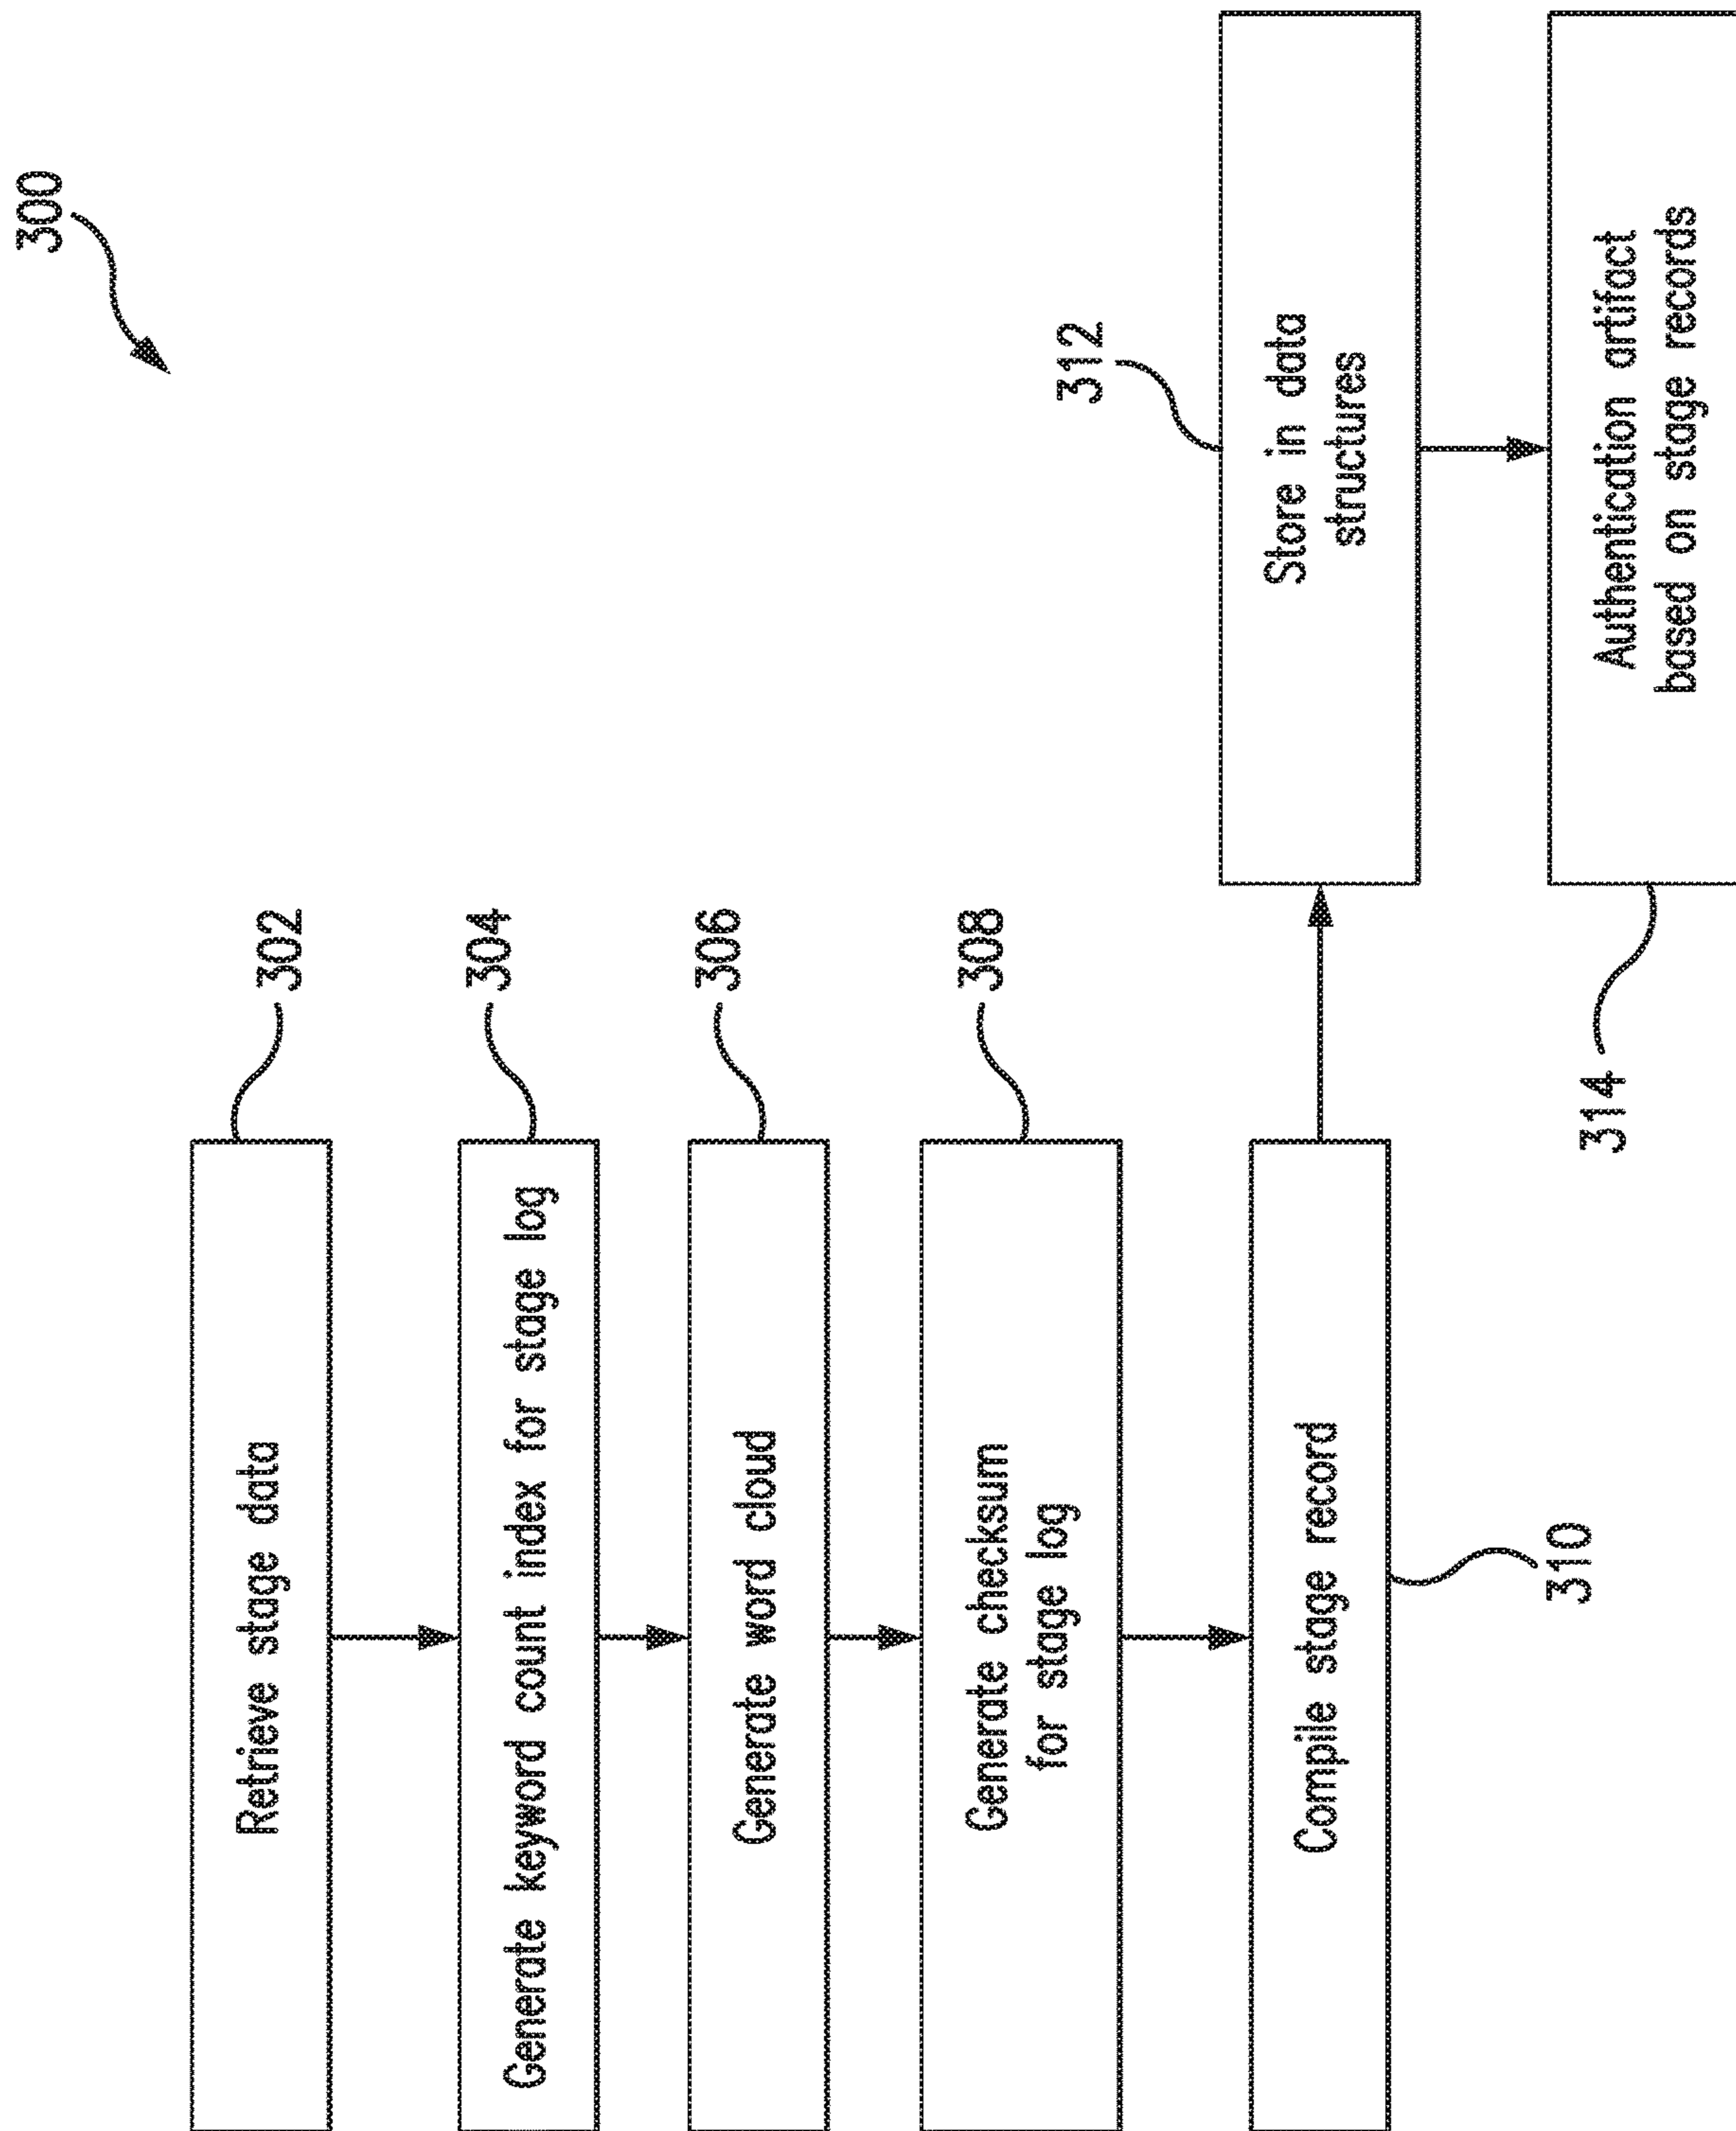 300
Retrieve stage data
302
Generate keyword count index for stage log
304
Generate word cloud
306
Generate checksum
for stage log
308
Compile stage record
310
Store in data
structures
312
Authentication artifact
based on stage records
314